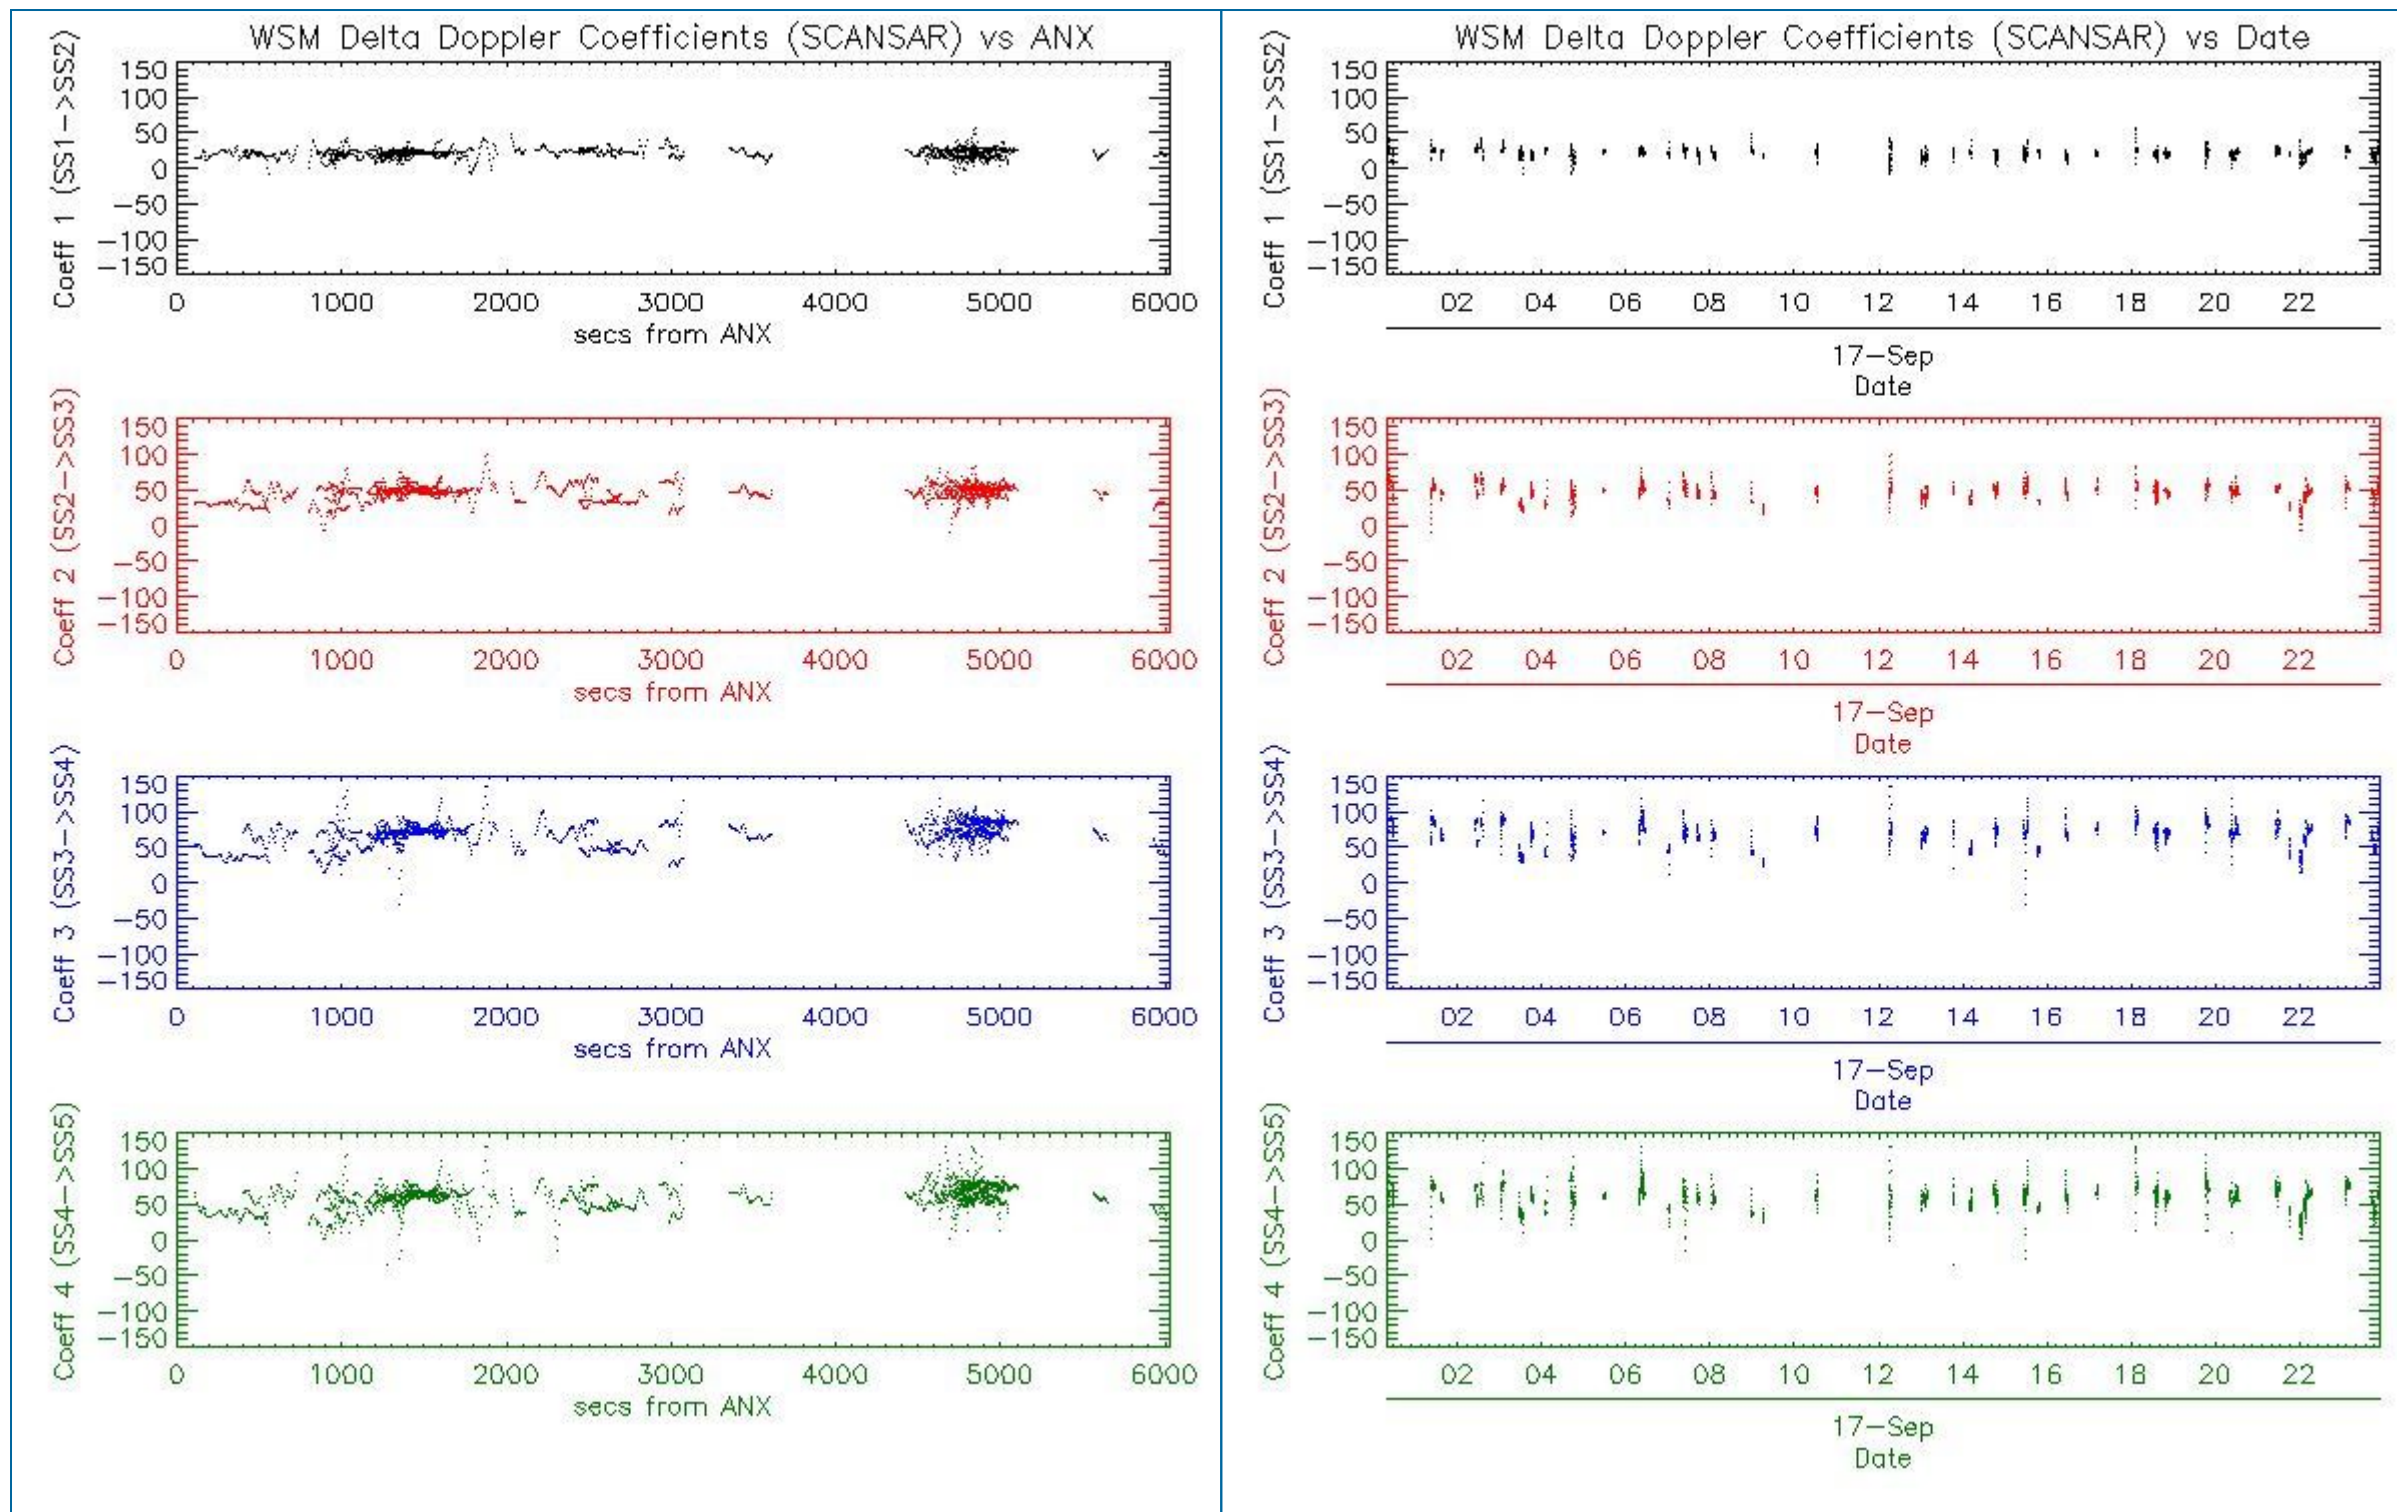 WSM Delta Doppler Coefficients (SCANSAR) vs ANX
Coeff 1 (SS1->SS2)
150
100
50
0
-50
-100
-150
0 1000 2000 3000 4000 5000 6000
secs from ANX
Coeff 2 (SS2->SS3)
150
100
50
0
-50
-100
-150
0 1000 2000 3000 4000 5000 6000
secs from ANX
Coeff 3 (SS3->SS4)
150
100
50
0
-50
-100
-150
0 1000 2000 3000 4000 5000 6000
secs from ANX
Coeff 4 (SS4->SS5)
150
100
50
0
-50
-100
-150
0 1000 2000 3000 4000 5000 6000
secs from ANX
WSM Delta Doppler Coefficients (SCANSAR) vs Date
Coeff 1 (SS1->SS2)
150
100
50
0
-50
-100
-150
02 04 06 08 10 12 14 16 18 20 22
17-Sep
Date
Coeff 2 (SS2->SS3)
150
100
50
0
-50
-100
-150
02 04 06 08 10 12 14 16 18 20 22
17-Sep
Date
Coeff 3 (SS3->SS4)
150
100
50
0
-50
-100
-150
02 04 06 08 10 12 14 16 18 20 22
17-Sep
Date
Coeff 4 (SS4->SS5)
150
100
50
0
-50
-100
-150
02 04 06 08 10 12 14 16 18 20 22
17-Sep
Date